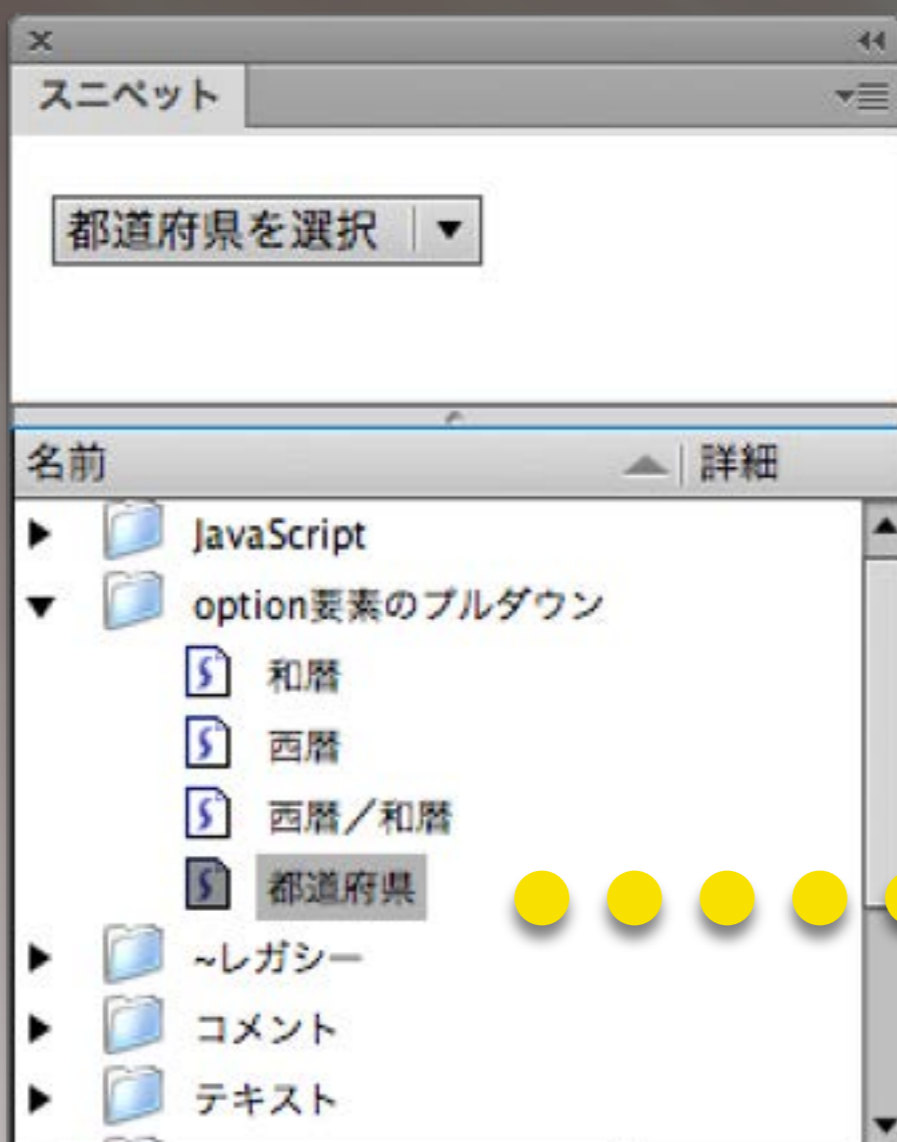 スニペット
都道府県を選択
名前 詳細
JavaScript
option要素のプルダウン
和暦
西暦
西暦／和暦
都道府県
~レガシー
コメント
テキスト